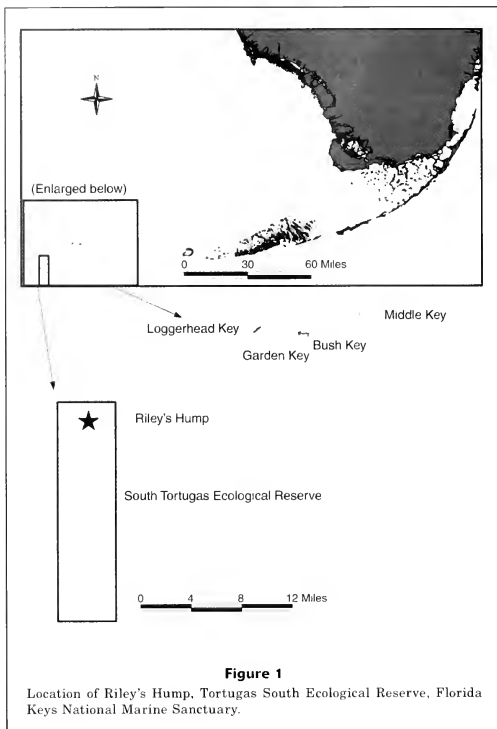 N
(Enlarged below)
0 30 60 Miles
Middle Key
Loggerhead Key
Bush Key
Garden Key
Riley's Hump
South Tortugas Ecological Reserve
0 4 8 12 Miles
Figure 1
Location of Riley's Hump, Tortugas South Ecological Reserve, Florida
Keys National Marine Sanctuary.